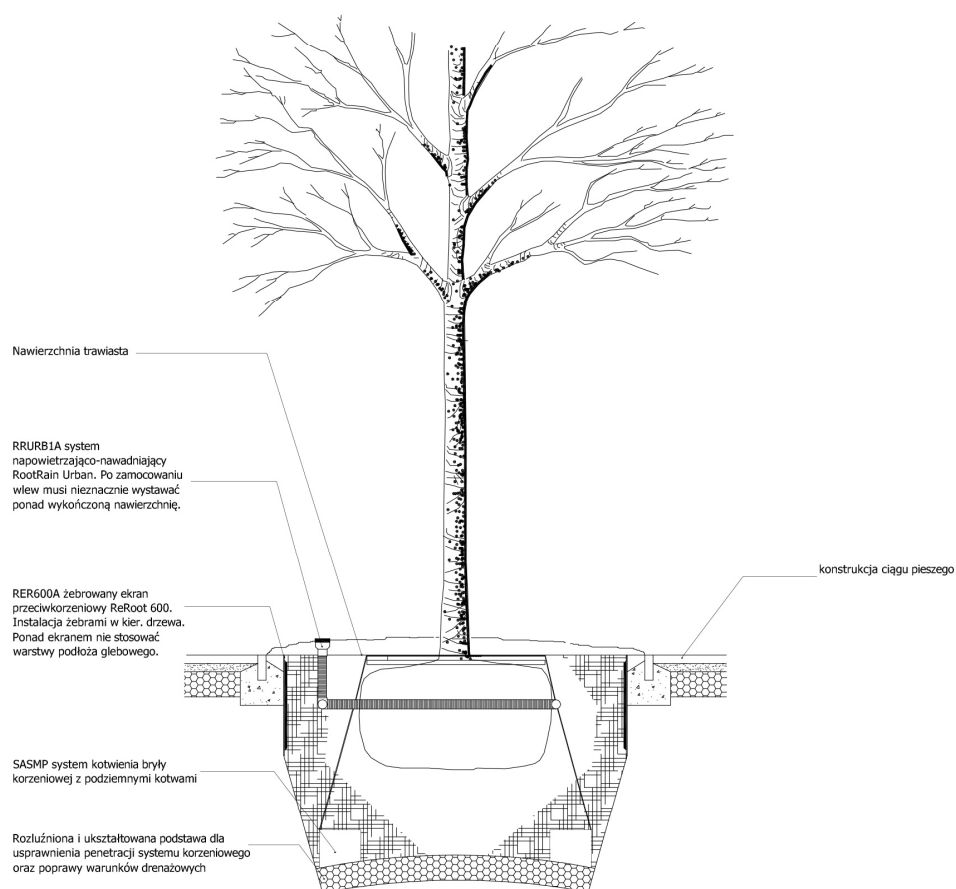 Nawierzchnia trawiasta
RRURB1A system
napowietrzająco-nawadniający
RootRain Urban. Po zamocowaniu
wlew musi nieznacznie wystawać
ponad wykończoną nawierzchnię.
konstrukcja ciągu pieszego
RER600A żebrowany ekran
przeciwkorzeniowy ReRoot 600.
Instalacja żebrami w kier. drzewa.
Ponad ekranem nie stosować
warstwy podłoża glebowego.
SASMP system kotwienia bryły
korzeniowej z podziemnymi kotwami
Rozluźniona i ukształtowana podstawa dla
usprawnienia penetracji systemu korzeniowego
oraz poprawy warunków drenażowych